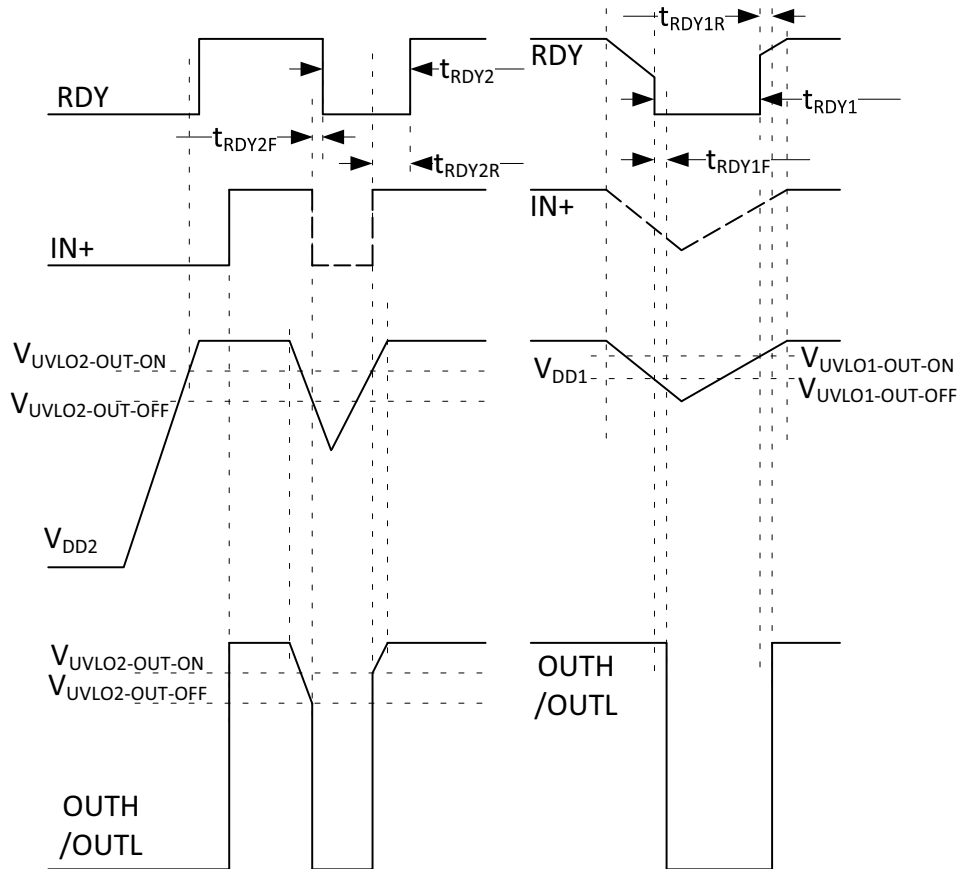 RDY
tRDY2
tRDY2F
tRDY2R
IN+
VUVLO2-OUT-ON
VUVLO2-OUT-OFF
VDD2
VUVLO2-OUT-ON
VUVLO2-OUT-OFF
OUTH
/OUTL
tRDY1R
RDY
tRDY1
tRDY1F
IN+
VDD1
VUVLO1-OUT-ON
VUVLO1-OUT-OFF
OUTH
/OUTL